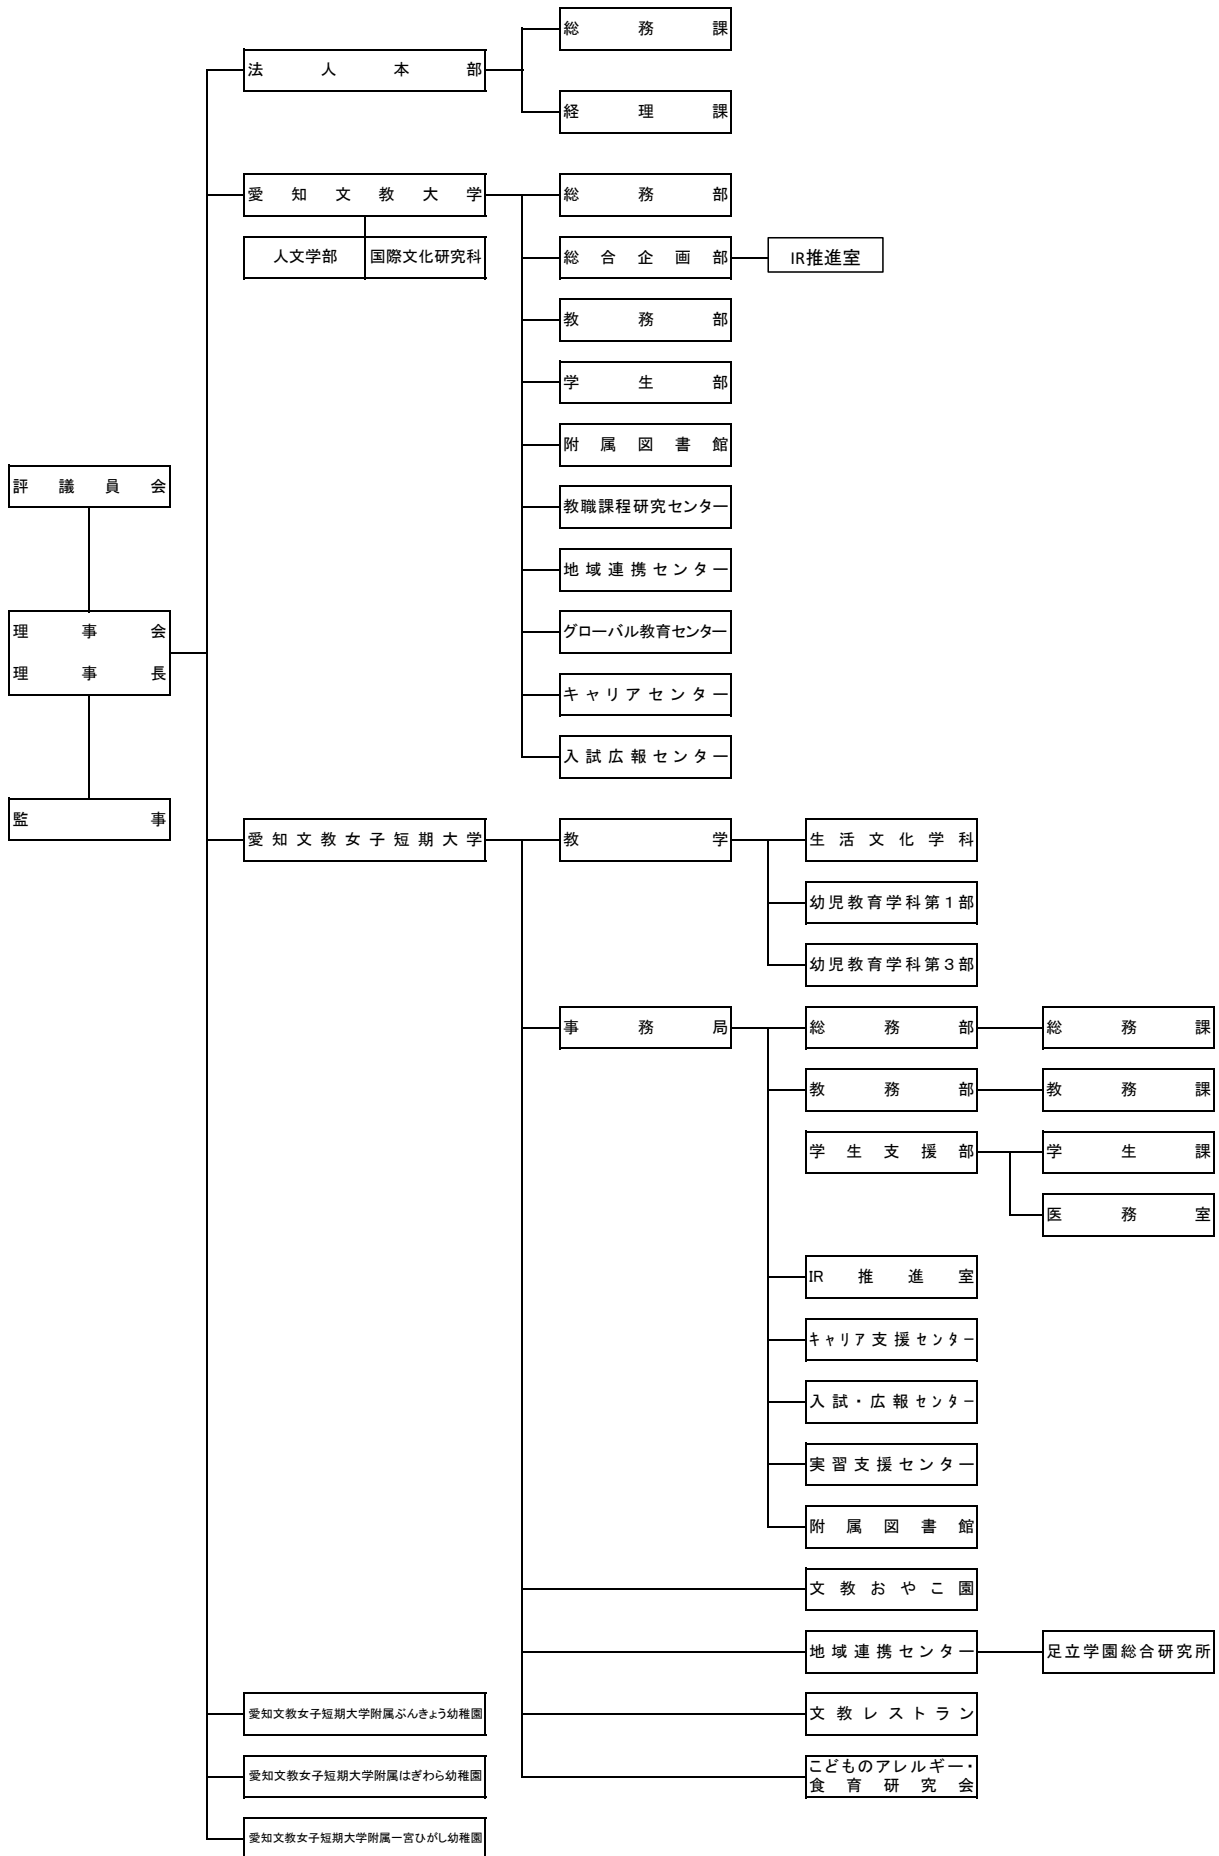 総務課
法人本部
経理課
愛知文教大学
総務部
人文学部
国際文化研究科
総合企画部
IR推進室
教務部
学生部
附属図書館
評議員会
教職課程研究センター
地域連携センター
理事会
理事長
グローバル教育センター
キャリアセンター
入試広報センター
監事
愛知文教女子短期大学
教学
生活文化学科
幼児教育学科第1部
幼児教育学科第3部
事務局
総務部
総務課
教務部
教務課
学生支援部
学生課
医務室
IR推進室
キャリア支援センター
入試・広報センター
実習支援センター
附属図書館
文教おやこ園
地域連携センター
足立学園総合研究所
愛知文教女子短期大学附属ぶんきょう幼稚園
文教レストラン
愛知文教女子短期大学附属はぎわら幼稚園
こどものアレルギー・
食育研究会
愛知文教女子短期大学附属一宮ひがし幼稚園